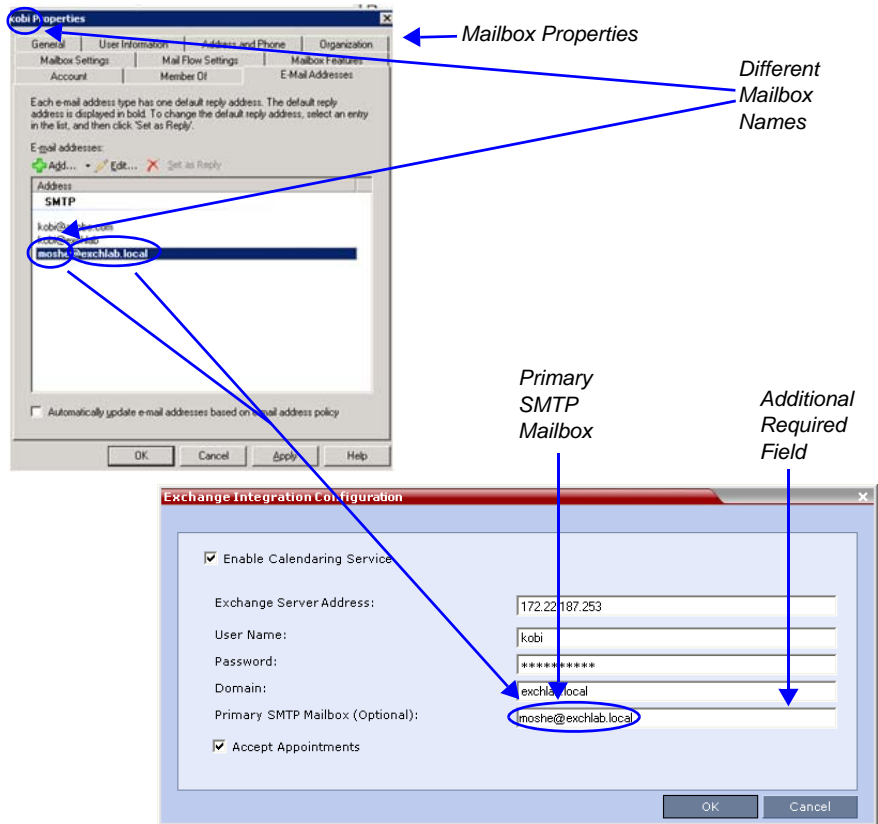 kobi Properties
General User Information Address and Phone Organization
Mailbox Settings Mail Flow Settings Mailbox Features
Account Member Of E-Mail Addresses
Each e-mail address type has one default reply address. The default reply
address is displayed in bold. To change the default reply address, select an entry
in the list, and then click 'Set as Reply'.
E-mail addresses:
Add... Edit... Set as Reply
Address
SMTP
kobi@exchlab
moshe@exchlab.local
Automatically update e-mail addresses based on e-mail address policy
OK Cancel Apply Help
Mailbox Properties
Different
Mailbox
Names
Primary
SMTP
Mailbox
Additional
Required
Field
Exchange Integration Configuration
Enable Calendaring Service
Exchange Server Address: 172.22.187.253
User Name: kobi
Password: **********
Domain: exchlab.local
Primary SMTP Mailbox (Optional): moshe@exchlab.local
Accept Appointments
OK Cancel